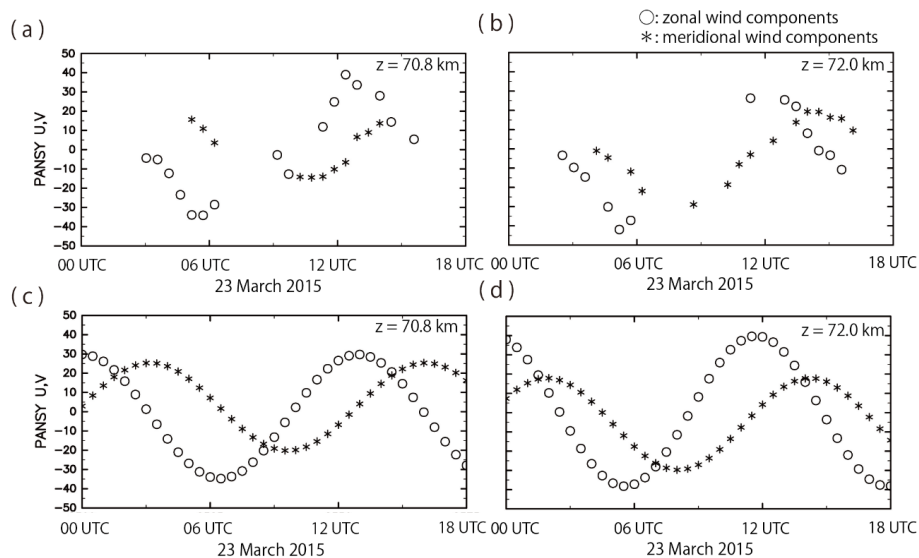 ○: zonal wind components
*: meridional wind components
(a)
(b)
z = 70.8 km
z = 72.0 km
50
40
30
20
10
0
-10
-20
-30
-40
-50
PANSY U,V
00 UTC 06 UTC 12 UTC 18 UTC
23 March 2015
00 UTC 06 UTC 12 UTC 18 UTC
23 March 2015
(c)
(d)
z = 70.8 km
z = 72.0 km
50
40
30
20
10
0
-10
-20
-30
-40
-50
PANSY U,V
00 UTC 06 UTC 12 UTC 18 UTC
23 March 2015
00 UTC 06 UTC 12 UTC 18 UTC
23 March 2015